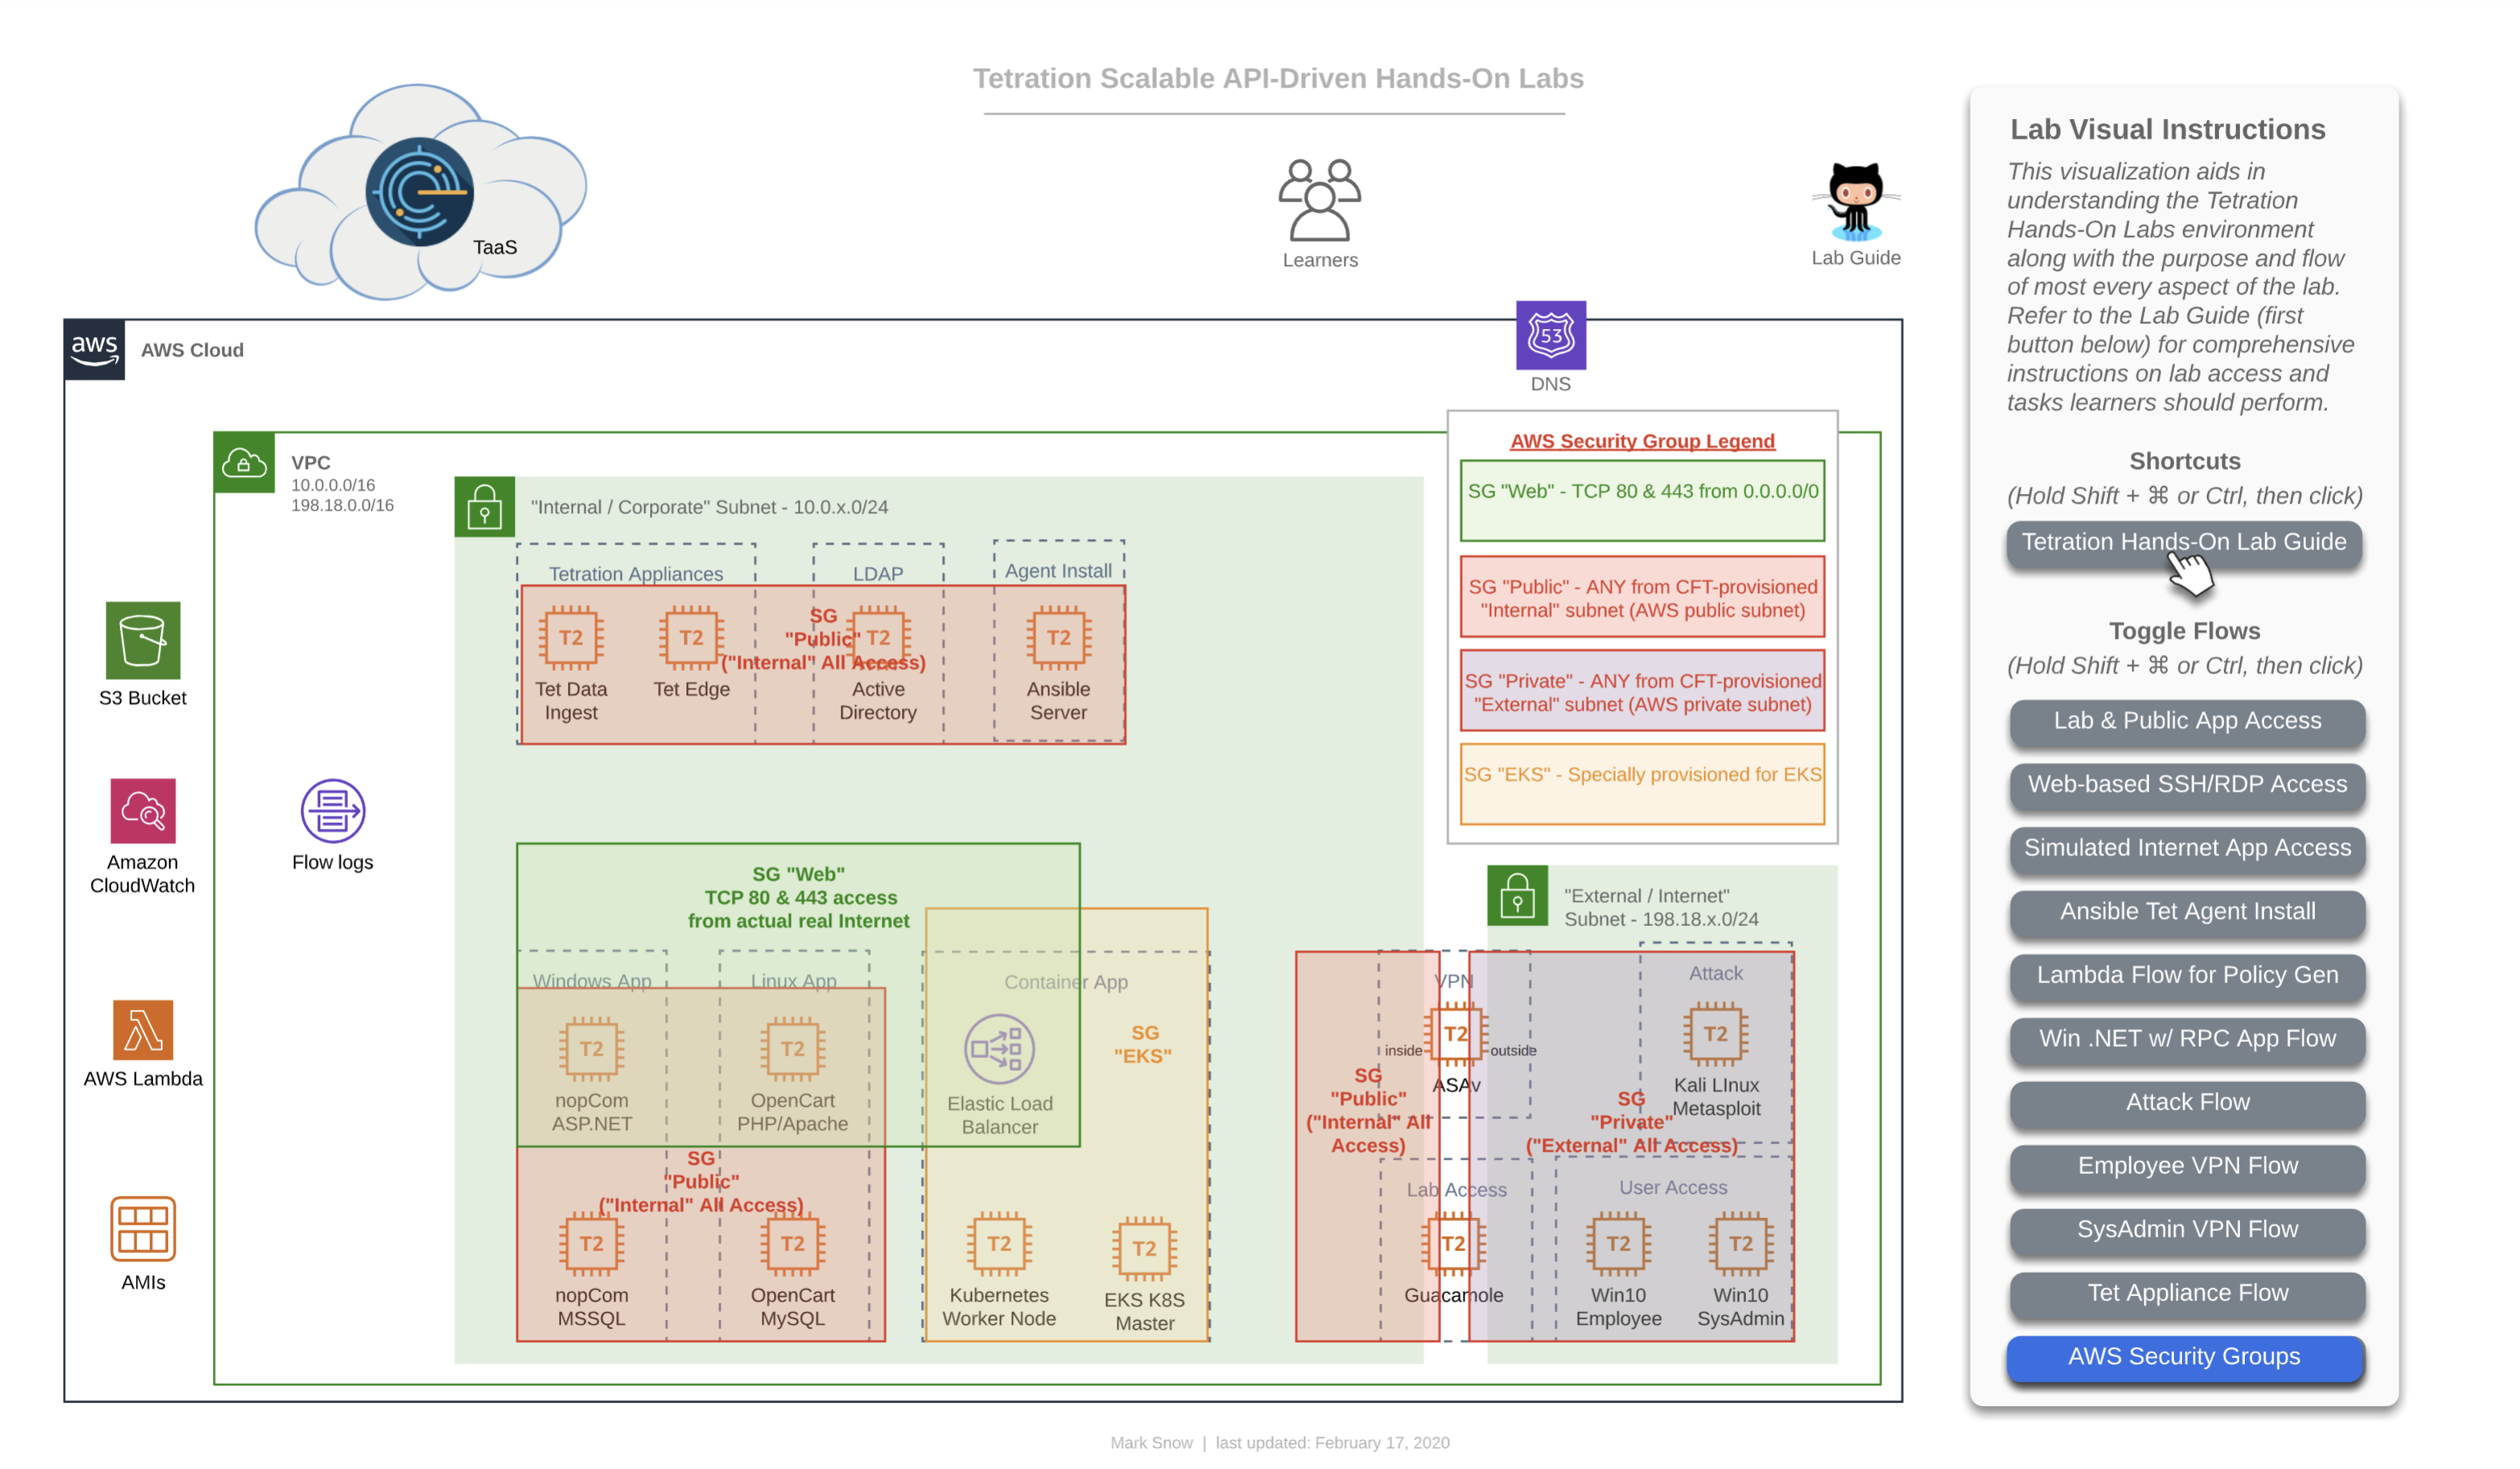 Tetration Scalable API-Driven Hands-On Labs
TaaS
Learners
Lab Guide
aws
AWS Cloud
53
DNS
VPC
10.0.0.0/16
198.18.0.0/16
"Internal / Corporate" Subnet - 10.0.x.0/24
Tetration Appliances
LDAP
Agent Install
SG
"Public"
("Internal" All Access)
T2
T2
T2
T2
Tet Data
Ingest
Tet Edge
Active
Directory
Ansible
Server
AWS Security Group Legend
SG "Web" - TCP 80 & 443 from 0.0.0.0/0
SG "Public" - ANY from CFT-provisioned
"Internal" subnet (AWS public subnet)
SG "Private" - ANY from CFT-provisioned
"External" subnet (AWS private subnet)
SG "EKS" - Specially provisioned for EKS
S3 Bucket
Amazon
CloudWatch
AWS Lambda
AMIs
Flow logs
SG "Web"
TCP 80 & 443 access
from actual real Internet
Windows App
Linux App
Container App
T2
T2
nopCom
ASP.NET
OpenCart
PHP/Apache
Elastic Load
Balancer
SG
"EKS"
SG
"Public"
("Internal" All Access)
T2
T2
T2
T2
nopCom
MSSQL
OpenCart
MySQL
Kubernetes
Worker Node
EKS K8S
Master
"External / Internet"
Subnet - 198.18.x.0/24
VPN
Attack
T2
T2
inside
outside
ASAv
Kali LInux
Metasploit
SG
"Public"
("Internal" All
Access)
SG
"Private"
("External" All Access)
Lab Access
User Access
T2
T2
T2
Guacamole
Win10
Employee
Win10
SysAdmin
Lab Visual Instructions
This visualization aids in
understanding the Tetration
Hands-On Labs environment
along with the purpose and flow
of most every aspect of the lab.
Refer to the Lab Guide (first
button below) for comprehensive
instructions on lab access and
tasks learners should perform.
Shortcuts
(Hold Shift + ⌘ or Ctrl, then click)
Tetration Hands-On Lab Guide
Toggle Flows
(Hold Shift + ⌘ or Ctrl, then click)
Lab & Public App Access
Web-based SSH/RDP Access
Simulated Internet App Access
Ansible Tet Agent Install
Lambda Flow for Policy Gen
Win .NET w/ RPC App Flow
Attack Flow
Employee VPN Flow
SysAdmin VPN Flow
Tet Appliance Flow
AWS Security Groups
Mark Snow | last updated: February 17, 2020